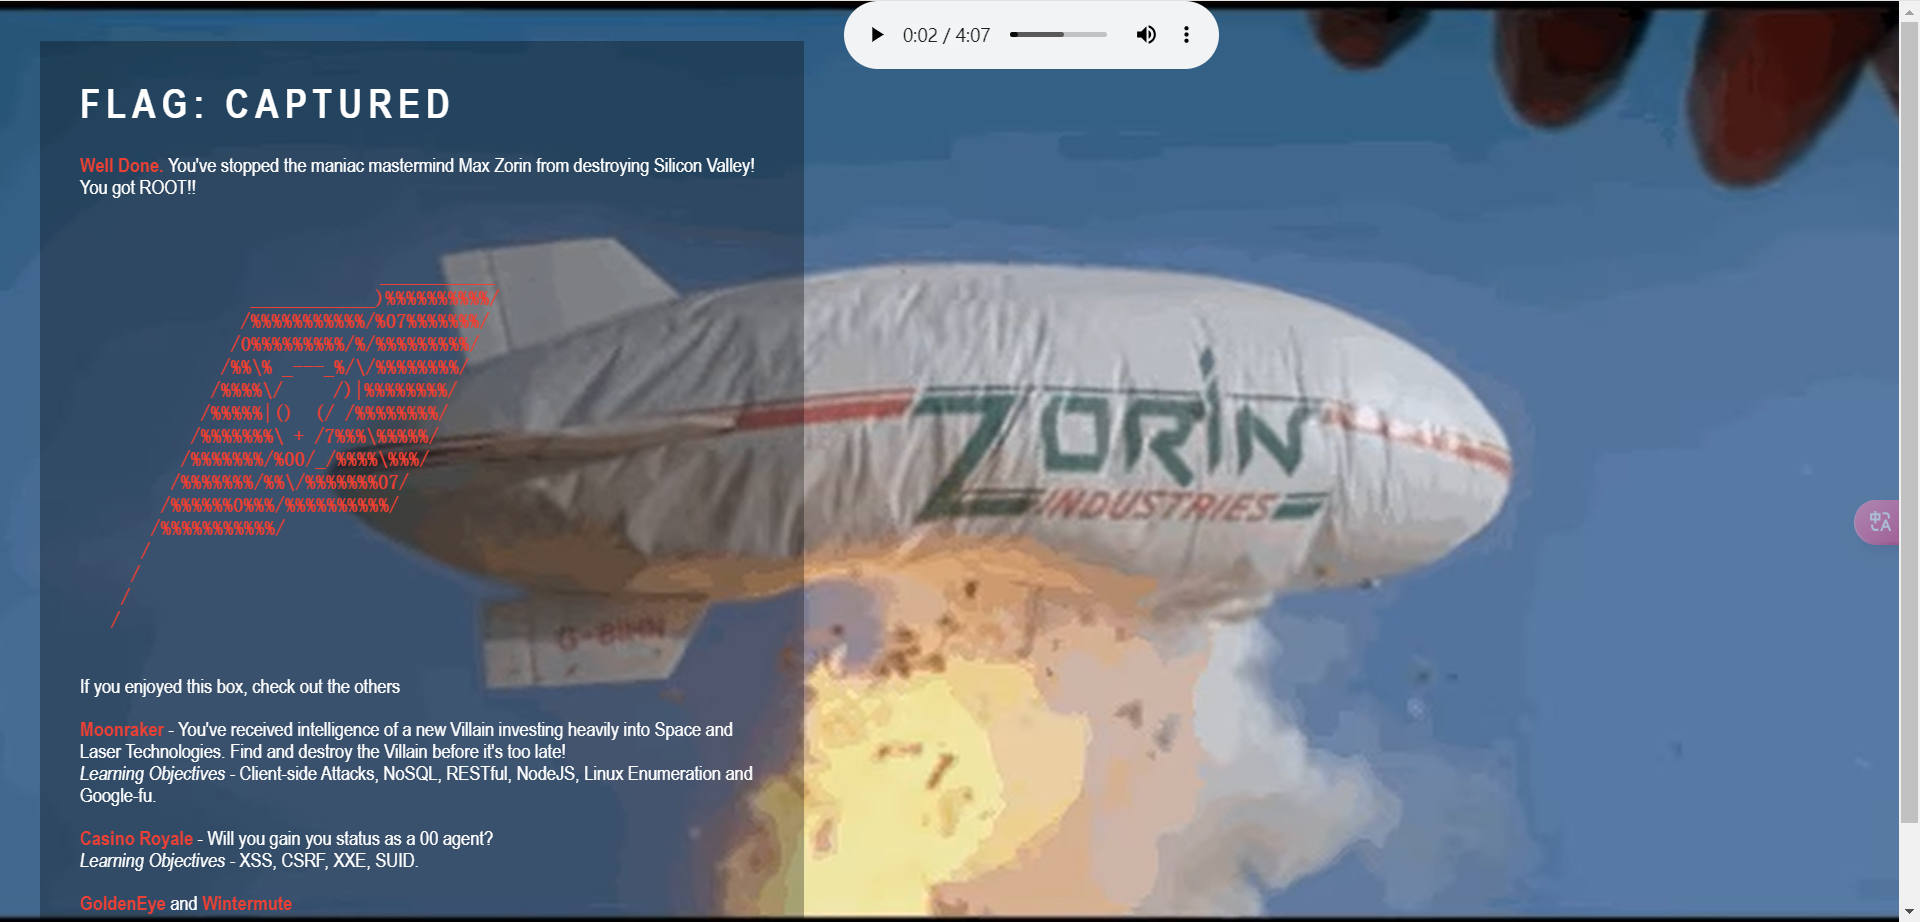 0:02 / 4:07
FLAG: CAPTURED
Well Done. You've stopped the maniac mastermind Max Zorin from destroying Silicon Valley!
You got ROOT!!
___________
____________)%%%%%%%%%%/
/%%%%%%%%%%%/%07%%%%%%%/
/0%%%%%%%%%/%/%%%%%%%%%/
/%%\% _---_%/\/%%%%%%%%/
/%%%%\/     /)|%%%%%%%%/
/%%%%%|()  (/ /%%%%%%%%/
/%%%%%%%\ + /7%%%\%%%%%/
/%%%%%%%/%00/_/%%%%\%%%/
/%%%%%%%/%%\/%%%%%%%07/
/%%%%%%0%%%/%%%%%%%%%%/
/%%%%%%%%%%%/
/
/
/
/
ZORIN
INDUSTRIES
G-BIHN
If you enjoyed this box, check out the others
Moonraker - You've received intelligence of a new Villain investing heavily into Space and
Laser Technologies. Find and destroy the Villain before it's too late!
Learning Objectives - Client-side Attacks, NoSQL, RESTful, NodeJS, Linux Enumeration and
Google-fu.
Casino Royale - Will you gain you status as a 00 agent?
Learning Objectives - XSS, CSRF, XXE, SUID.
GoldenEye and Wintermute
中
A